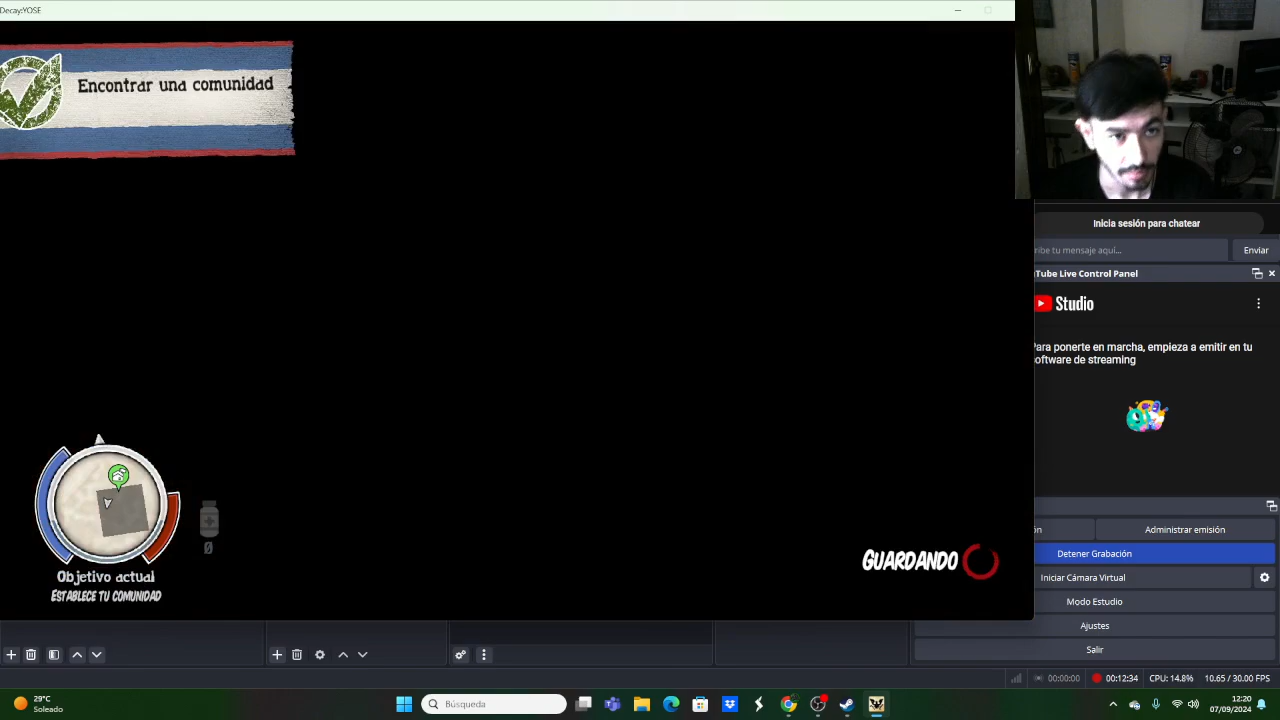 Decay:YOSE
Encontrar una comunidad
Inicia sesión para chatear
ribe tu mensaje aquí...
Enviar
Tube Live Control Panel
Studio
Para ponerte en marcha, empieza a emitir en tu
software de streaming
0
Objetivo actual
ESTABLECE TU COMUNIDAD
GUARDANDO
ón
Administrar emisión
Detener Grabación
Iniciar Cámara Virtual
Modo Estudio
Ajustes
Salir
00:00:00
00:12:34
CPU: 14.8%
10.65 / 30.00 FPS
29°C
Soleado
Búsqueda
12:20
07/09/2024